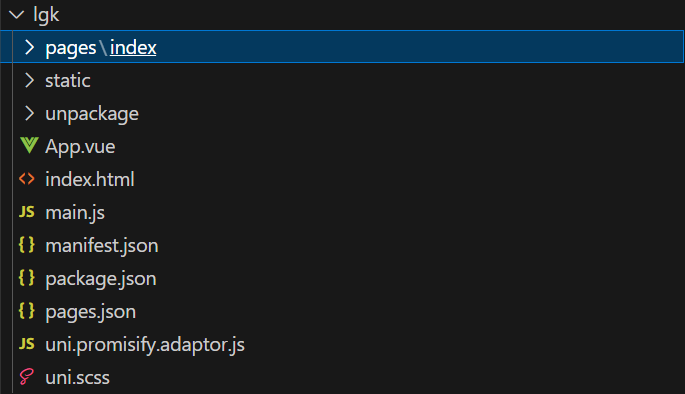 lgk
pages\index
static
unpackage
App.vue
<> index.html
JS main.js
{} manifest.json
{} package.json
{} pages.json
JS uni.promisify.adaptor.js
uni.scss